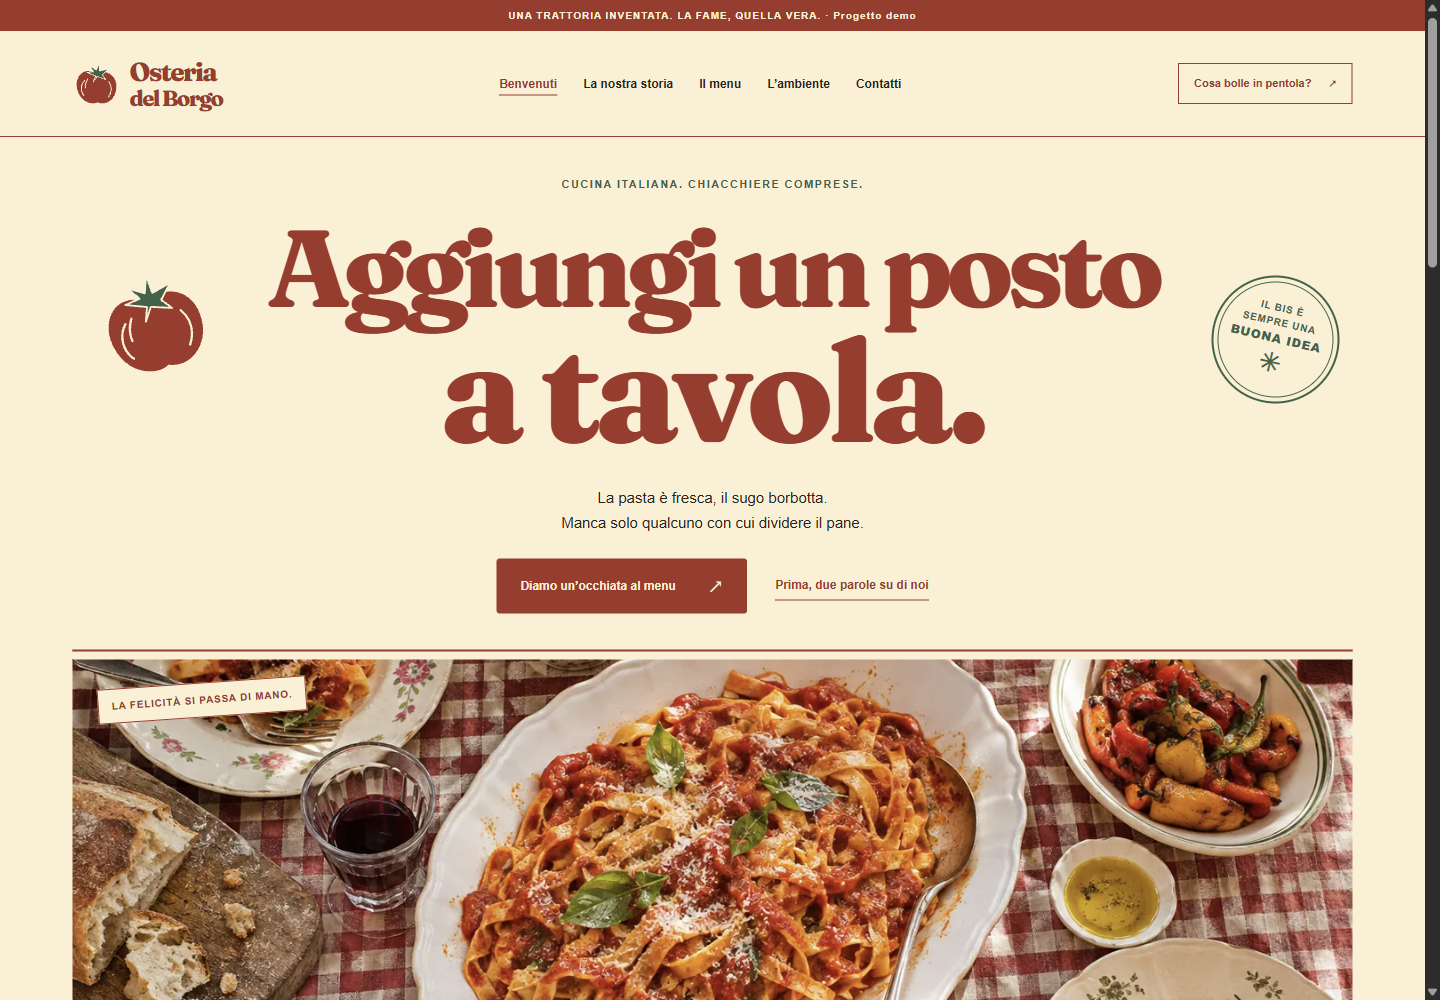 UNA TRATTORIA INVENTATA. LA FAME, QUELLA VERA. · Progetto demo
Osteria
del Borgo
Benvenuti
La nostra storia
Il menu
L'ambiente
Contatti
Cosa bolle in pentola? ↗
CUCINA ITALIANA. CHIACCHIERE COMPRESE.
Aggiungi un posto
a tavola.
IL BIS È
SEMPRE UNA
BUONA IDEA
La pasta è fresca, il sugo borbotta.
Manca solo qualcuno con cui dividere il pane.
Diamo un'occhiata al menu ↗
Prima, due parole su di noi
LA FELICITÀ SI PASSA DI MANO.